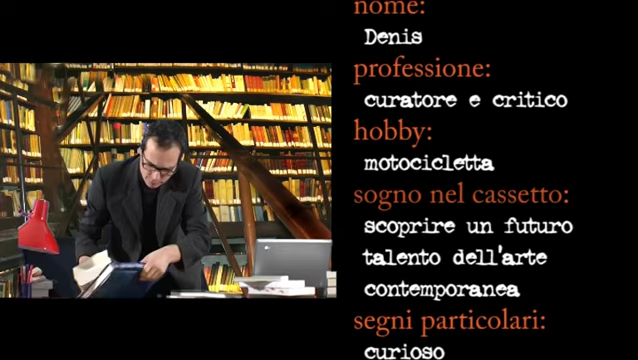 nome:
Denis
professione:
curatore e critico
hobby:
motocicletta
sogno nel cassetto:
scoprire un futuro
talento dell'arte
contemporanea
segni particolari:
curioso